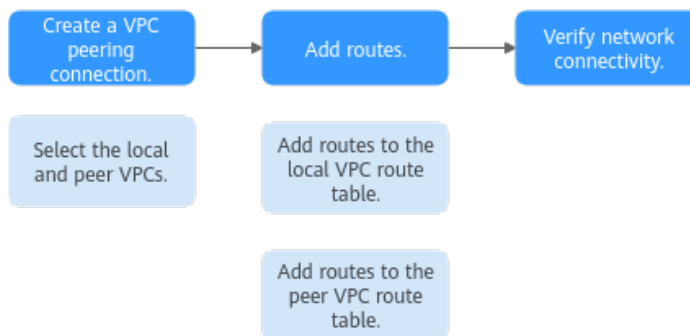 Create a VPC
peering
connection.
Add routes.
Verify network
connectivity.
Select the local
and peer VPCs.
Add routes to the
local VPC route
table.
Add routes to the
peer VPC route
table.